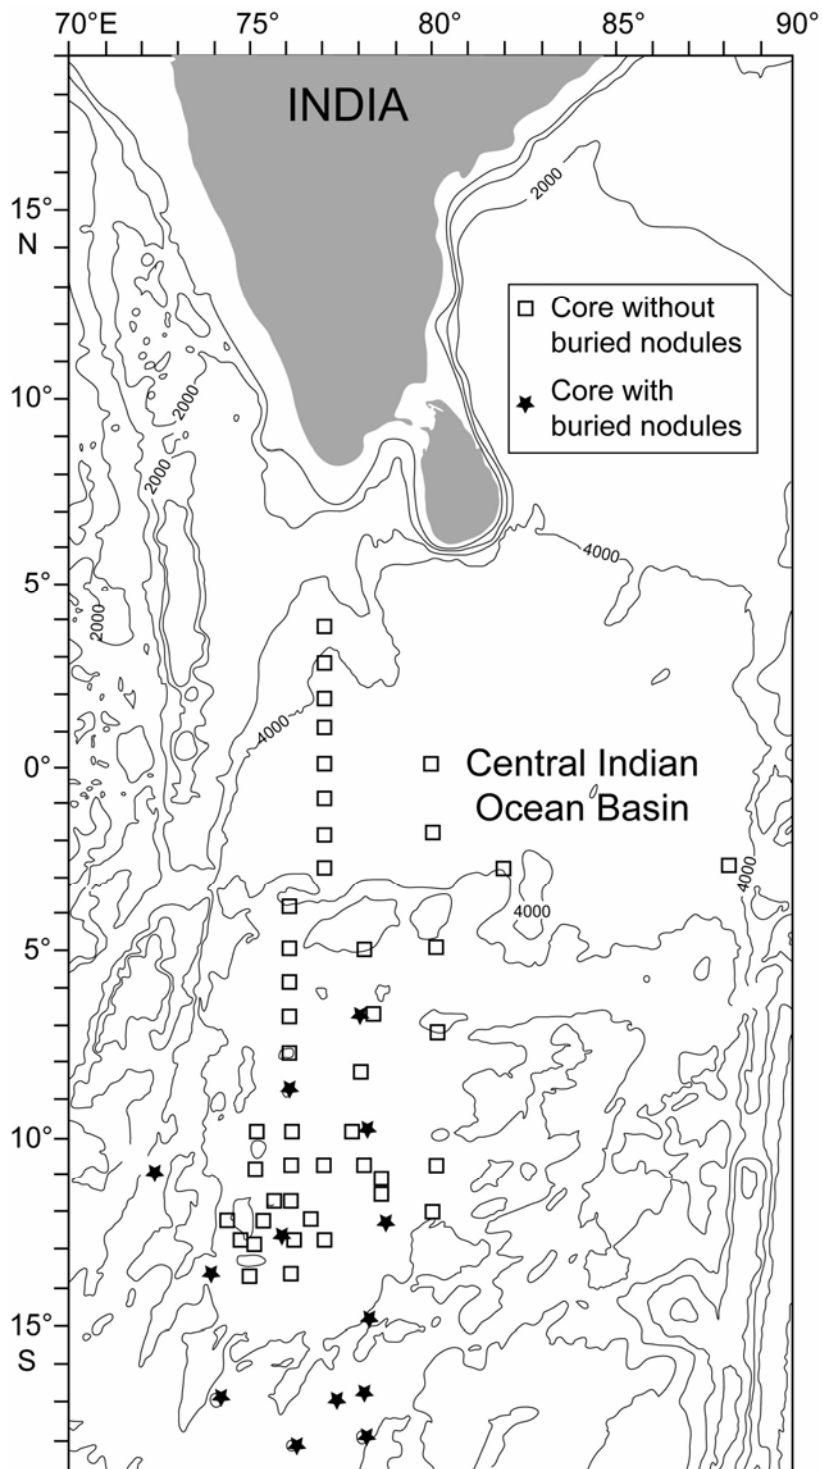 70°E 75° 80° 85° 90°
INDIA
2000
15°
N
Core without
buried nodules
Core with
buried nodules
10°
2000
2000
4000
5°
2000
4000
0°
Central Indian
Ocean Basin
4000
4000
5°
10°
15°
S